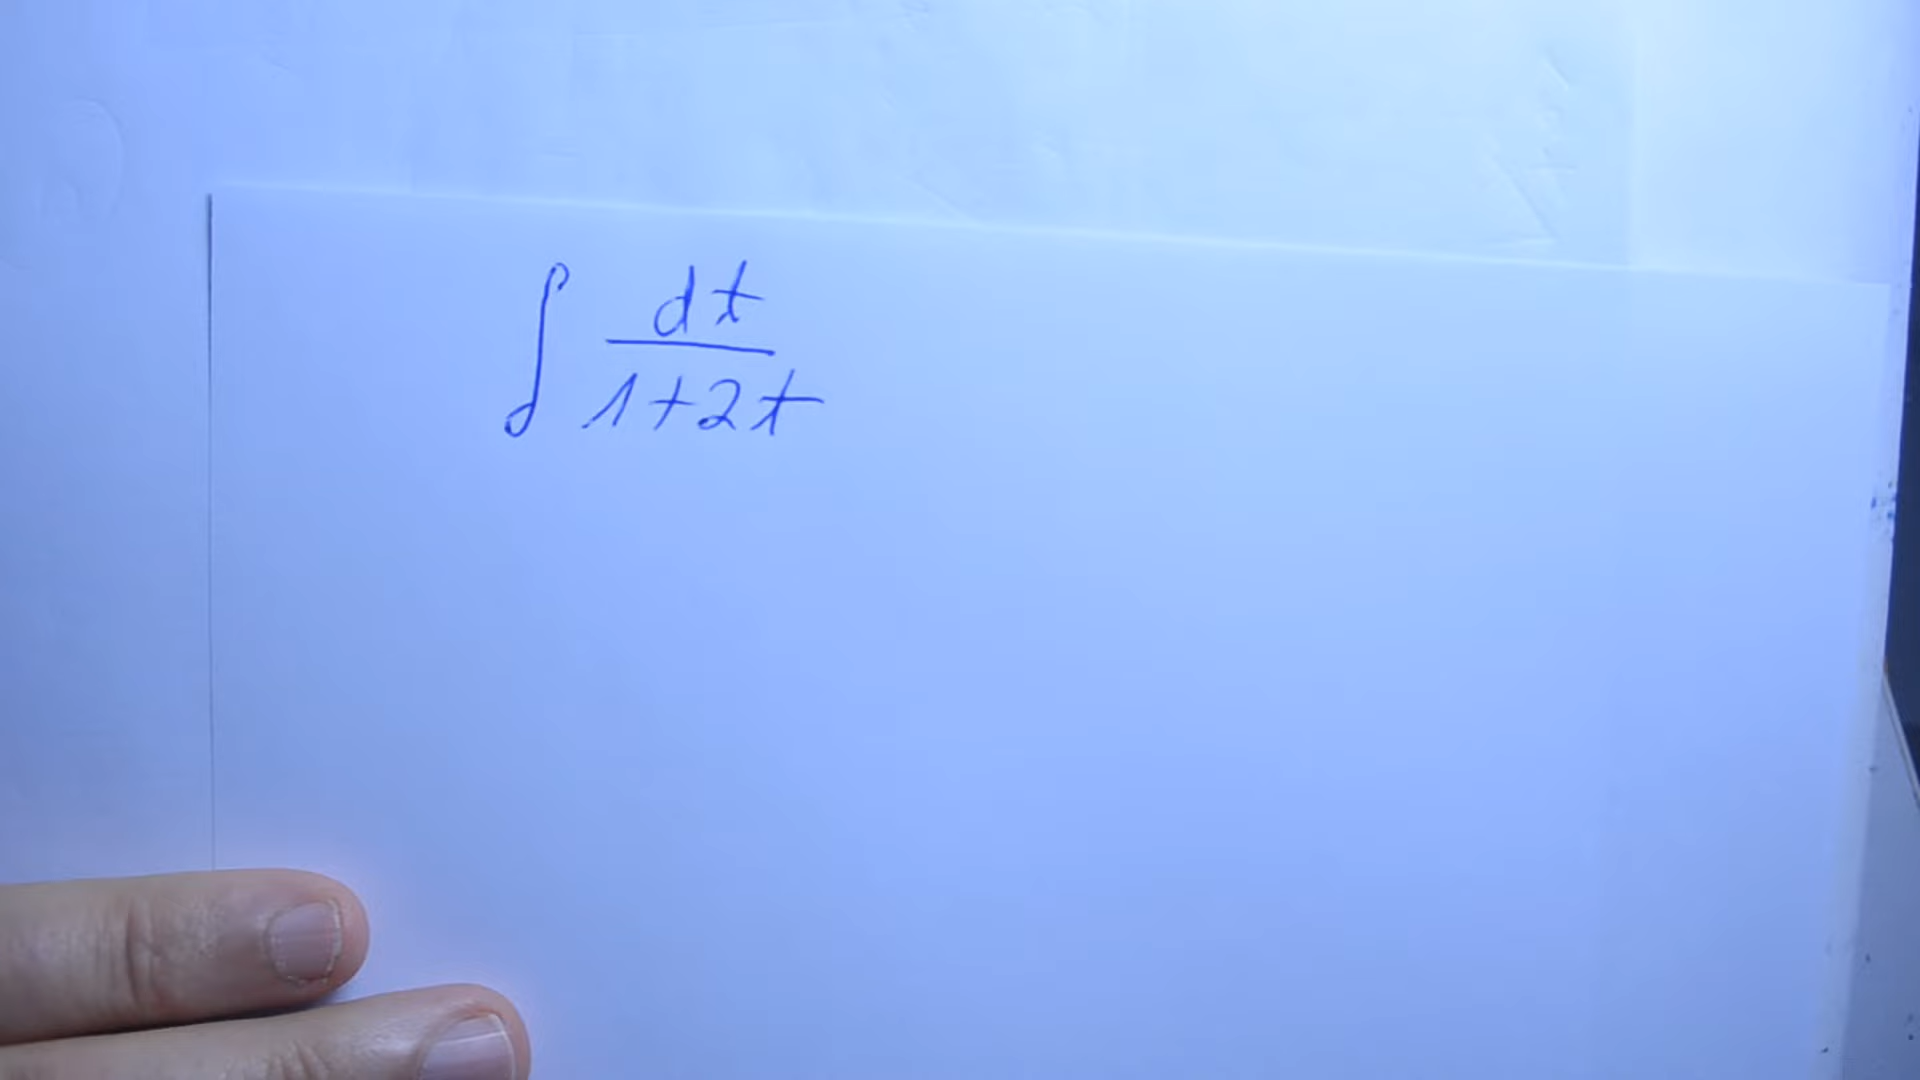 ∫ dt / (1+2t)